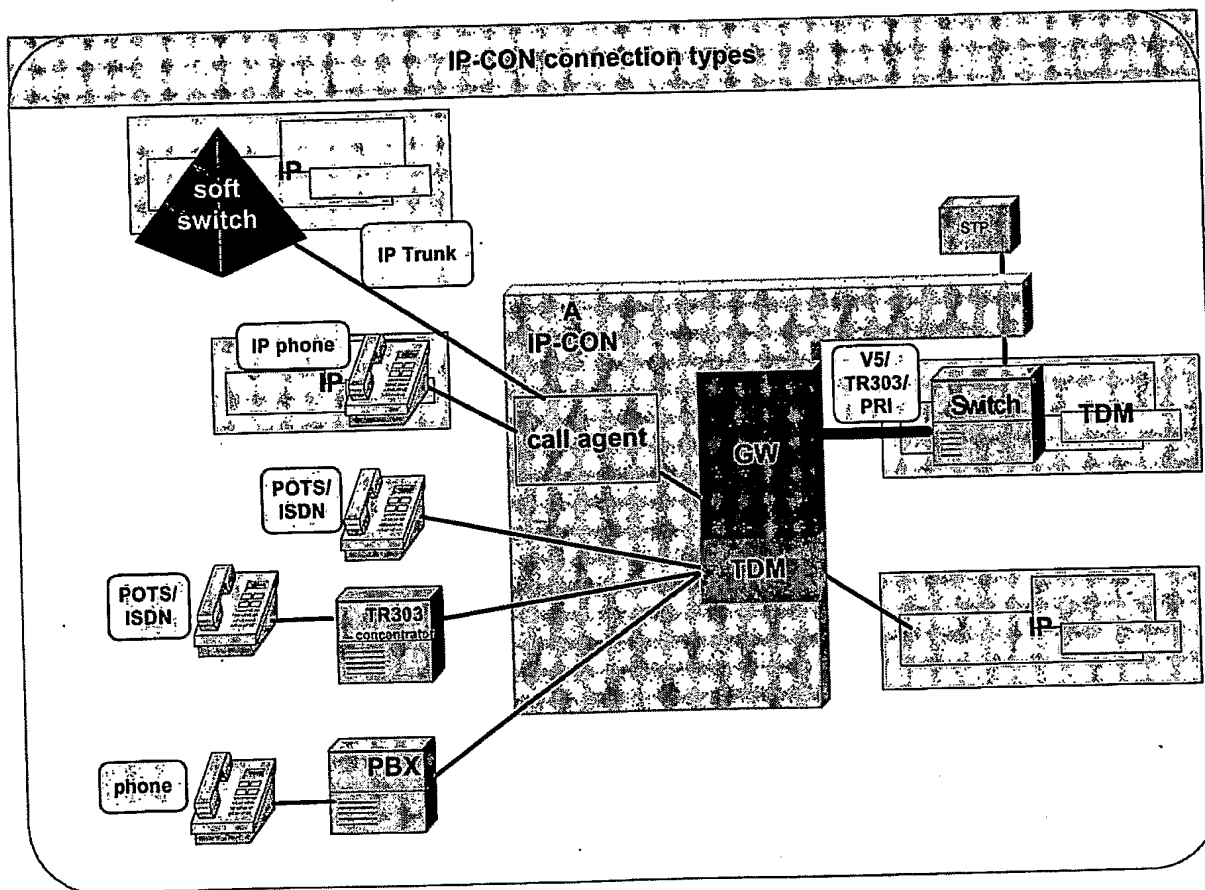 IP-CON connection types
soft
switch
IP
IP Trunk
STP
A
IP-CON
IP phone
IP
V5/
TR303/
PRI
Switch
TDM
call agent
GW
POTS/
ISDN
TDM
POTS/
ISDN
TR303
concentrator
IP
phone
PBX